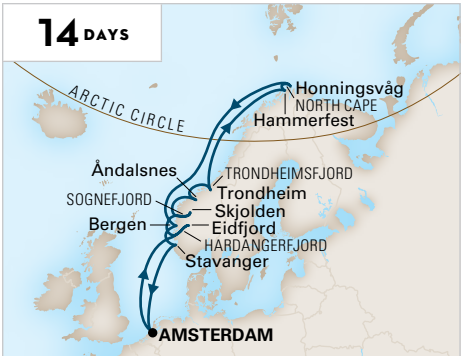 14 DAYS
ARCTIC CIRCLE
Honningsvåg
NORTH CAPE
Hammerfest
Åndalsnes
TRONDHEIMSFJORD
SOGNEFJORD
Trondheim
Skjolden
Bergen
Eidfjord
HARDANGERFJORD
Stavanger
AMSTERDAM